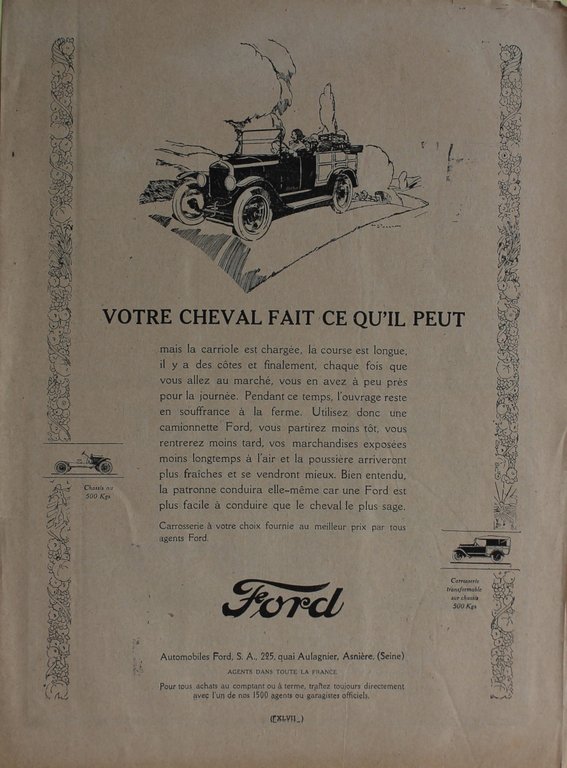 VOTRE CHEVAL FAIT CE QU'IL PEUT
mais la carriole est chargée, la course est longue,
il y a des côtes et finalement, chaque fois que
vous allez au marché, vous en avez à peu près
pour la journée. Pendant ce temps, l'ouvrage reste
en souffrance à la ferme. Utilisez donc une
camionnette Ford, vous partirez moins tôt, vous
rentrerez moins tard, vos marchandises exposées
moins longtemps à l'air et la poussière arriveront
plus fraîches et se vendront mieux. Bien entendu,
la patronne conduira elle-même car une Ford est
plus facile à conduire que le cheval le plus sage.
Carrosserie à votre choix fournie au meilleur prix par tous
agents Ford.
Chassis nu
500 Kgs
Carrosserie
transformable
sur chassis
500 Kgs
Ford
Automobiles Ford, S. A., 225, quai Aulagnier, Asnière, (Seine)
AGENTS DANS TOUTE LA FRANCE
Pour tous achats au comptant ou à terme, traitez toujours directement
avec l'un de nos 1500 agents ou garagistes officiels.